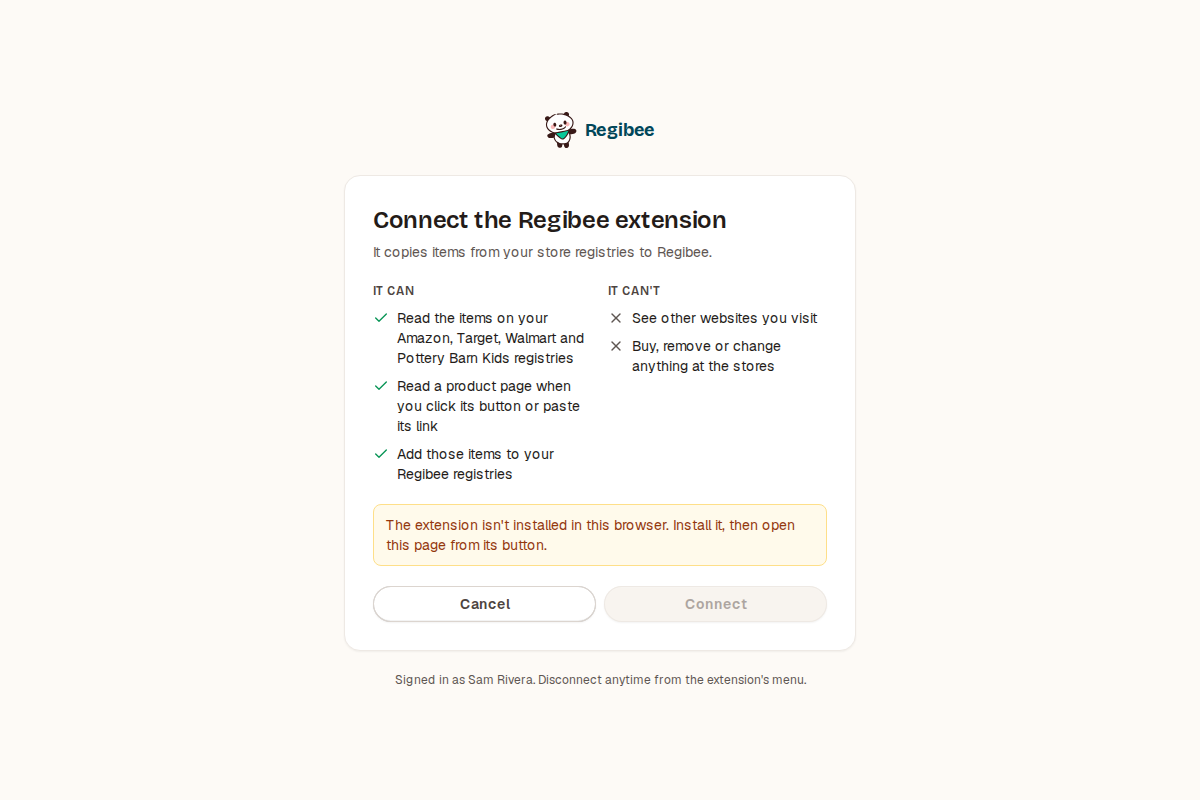 Regibee
Connect the Regibee extension
It copies items from your store registries to Regibee.
IT CAN
Read the items on your
Amazon, Target, Walmart and
Pottery Barn Kids registries
Read a product page when
you click its button or paste
its link
Add those items to your
Regibee registries
IT CAN'T
See other websites you visit
Buy, remove or change
anything at the stores
The extension isn't installed in this browser. Install it, then open
this page from its button.
Cancel
Connect
Signed in as Sam Rivera. Disconnect anytime from the extension's menu.